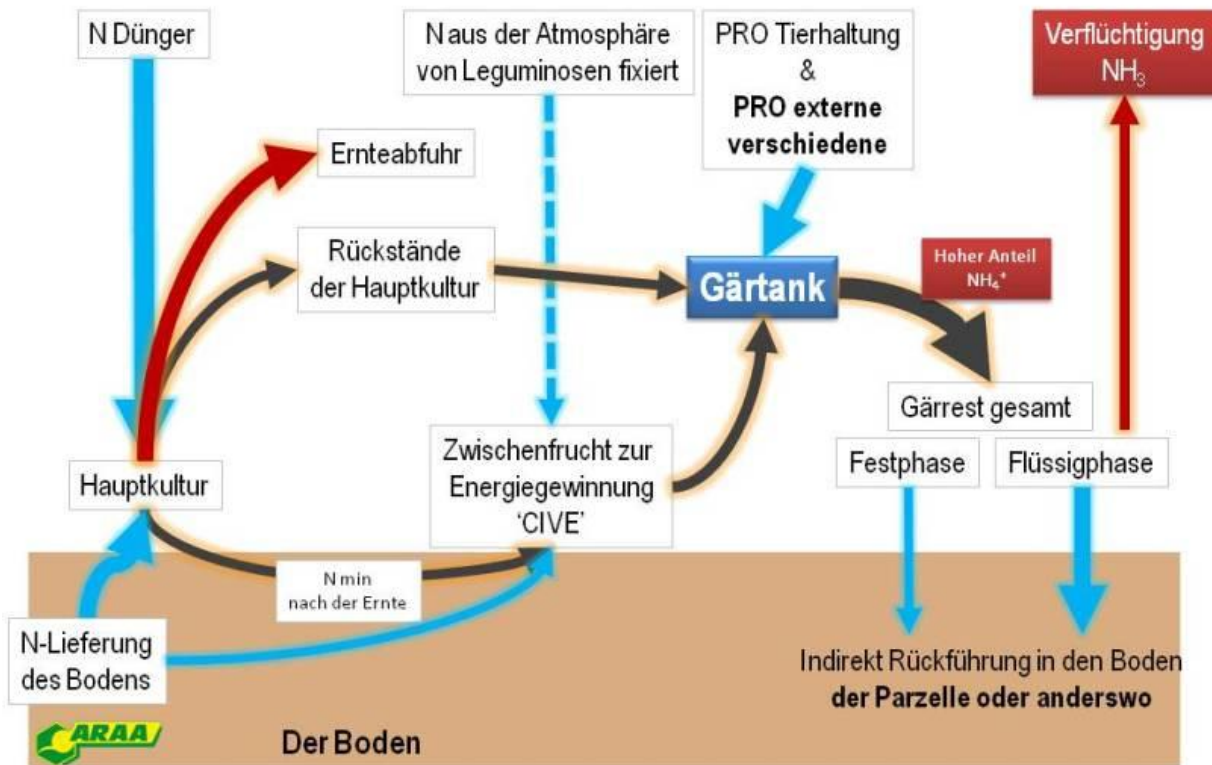 N Dünger
N aus der Atmosphäre
von Leguminosen fixiert
PRO Tierhaltung
&
PRO externe
verschiedene
Verflüchtigung
NH₃
Ernteabfuhr
Rückstände
der Hauptkultur
Gärtank
Hoher Anteil
NH₄⁺
Gärrest gesamt
Hauptkultur
Zwischenfrucht zur
Energiegewinnung
‘CIVE’
Festphase
Flüssigphase
N min
nach der Ernte
N-Lieferung
des Bodens
Indirekt Rückführung in den Boden
der Parzelle oder anderswo
ARAA
Der Boden